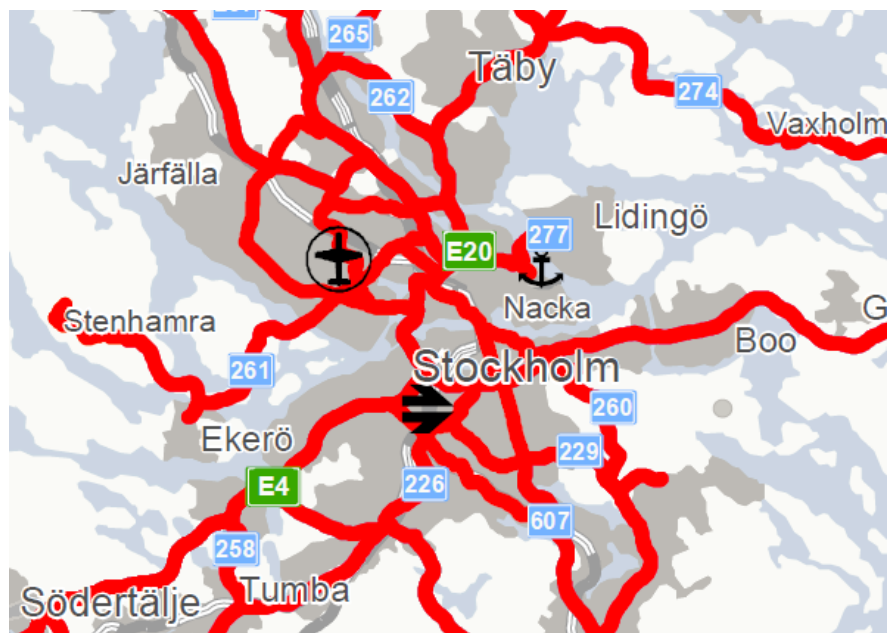 265
Täby
262
274
Vaxholm
Järfälla
Lidingö
277
E20
Nacka
G
Stenhamra
Boo
261
Stockholm
260
Ekerö
229
E4
226
607
258
Tumba
Södertälje